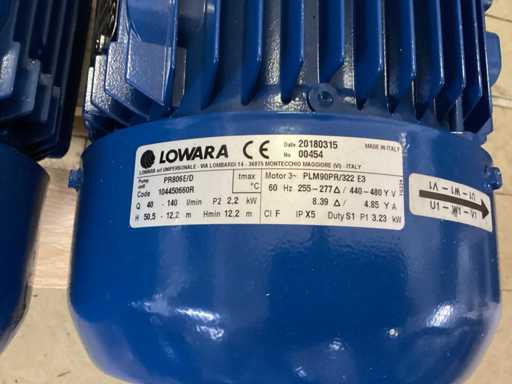 LOWARA CE Date 20180315 MADE IN ITALY
No 00454
LOWARA srl UNIPERSONALE - VIA LOMBARDI 14 - 36075 MONTECCHIO MAGGIORE (VI) - ITALY
Pump unit PR806E/D tmax °C Motor 3~ PLM90PR/322 E3
Code 104450660R 60 Hz 255-277 Δ / 440-480 Y V
Q 40 - 140 l/min P2 2,2 kW 8.39 Δ / 4.85 Y A
H 50,5 - 12,2 m Hmin 12,2 m Cl F IP X5 Duty S1 P1 3.23 kW
U1 - W1 - V1